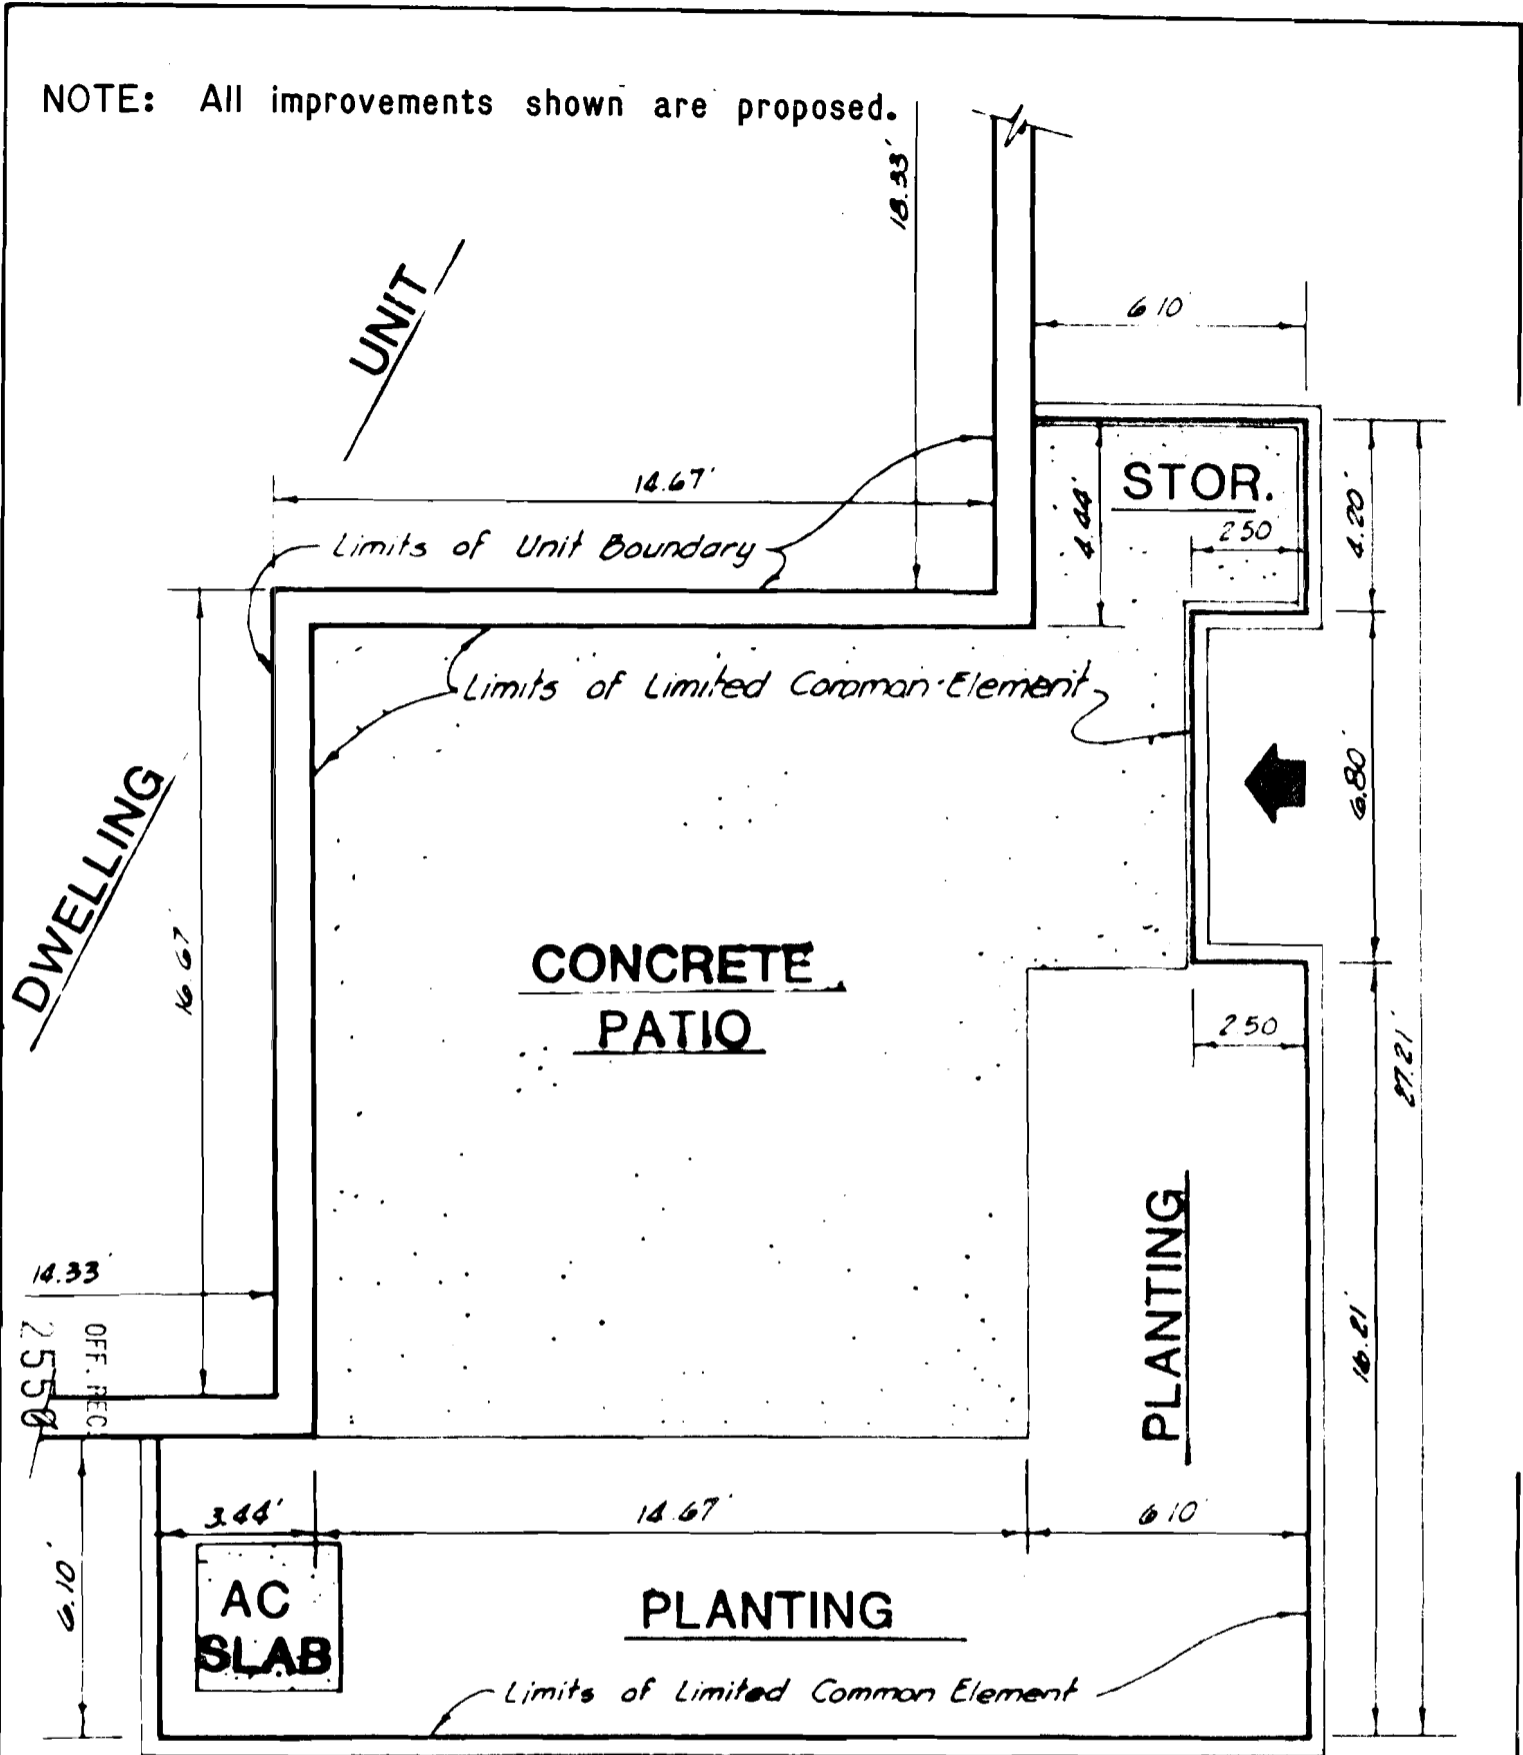 NOTE: All improvements shown are proposed.
18.33'
UNIT
6 10
14.67'
STOR.
4.44'
2 50
4.20'
Limits of Unit Boundary
Limits of Limited Common Element
6.80'
DWELLING
16.67'
CONCRETE
PATIO
2 50
27.21'
PLANTING
14.33'
OFF. REC.
16.21'
3.44'
14.67'
6 10
6.10'
AC
SLAB
PLANTING
Limits of Limited Common Element